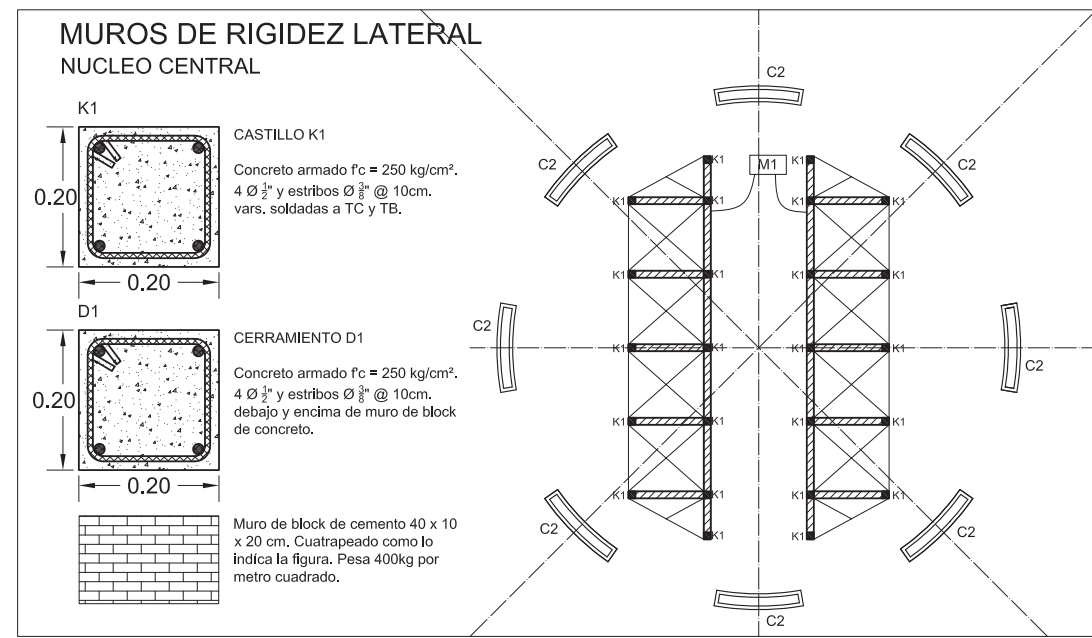 MUROS DE RIGIDEZ LATERAL
NUCLEO CENTRAL
K1
0.20
0.20
CASTILLO K1
Concreto armado f'c = 250 kg/cm².
4 Ø ½" y estribos Ø ⅜" @ 10cm.
vars. soldadas a TC y TB.
D1
0.20
0.20
CERRAMIENTO D1
Concreto armado f'c = 250 kg/cm².
4 Ø ½" y estribos Ø ⅜" @ 10cm.
debajo y encima de muro de block
de concreto.
Muro de block de cemento 40 x 10
x 20 cm. Cuatrapeado como lo
indíca la figura. Pesa 400kg por
metro cuadrado.
C2
C2 C2
K1 M1 K1
K1 K1 K1 K1
K1 K1 K1 K1
C2
K1 K1 K1 K1
C2
K1 K1 K1 K1
K1 K1 K1 K1
C2 C2
K1 K1
C2